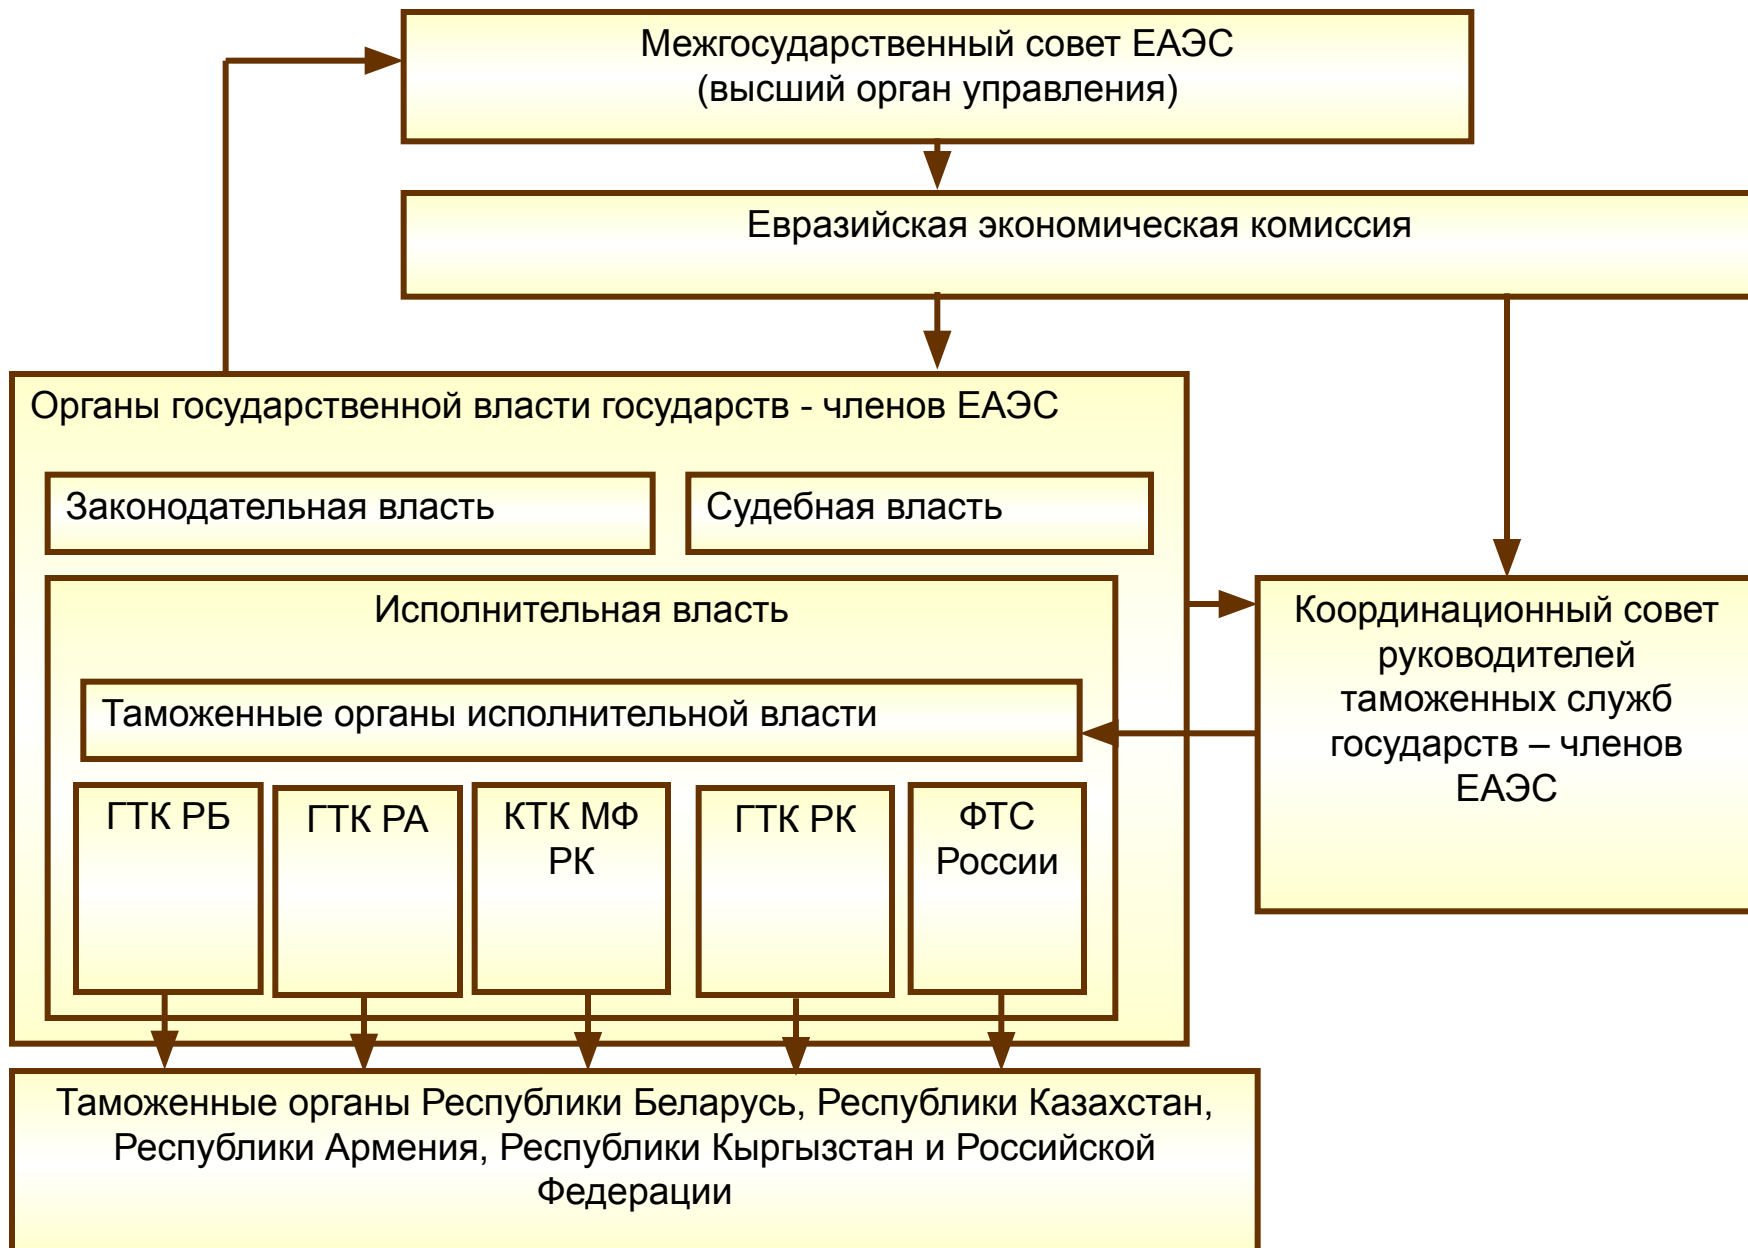 Межгосударственный совет ЕАЭС
(высший орган управления)
Евразийская экономическая комиссия
Органы государственной власти государств - членов ЕАЭС
Законодательная власть
Судебная власть
Исполнительная власть
Таможенные органы исполнительной власти
ГТК РБ
ГТК РА
КТК МФ
РК
ГТК РК
ФТС
России
Координационный совет
руководителей
таможенных служб
государств – членов
ЕАЭС
Таможенные органы Республики Беларусь, Республики Казахстан,
Республики Армения, Республики Кыргызстан и Российской
Федерации